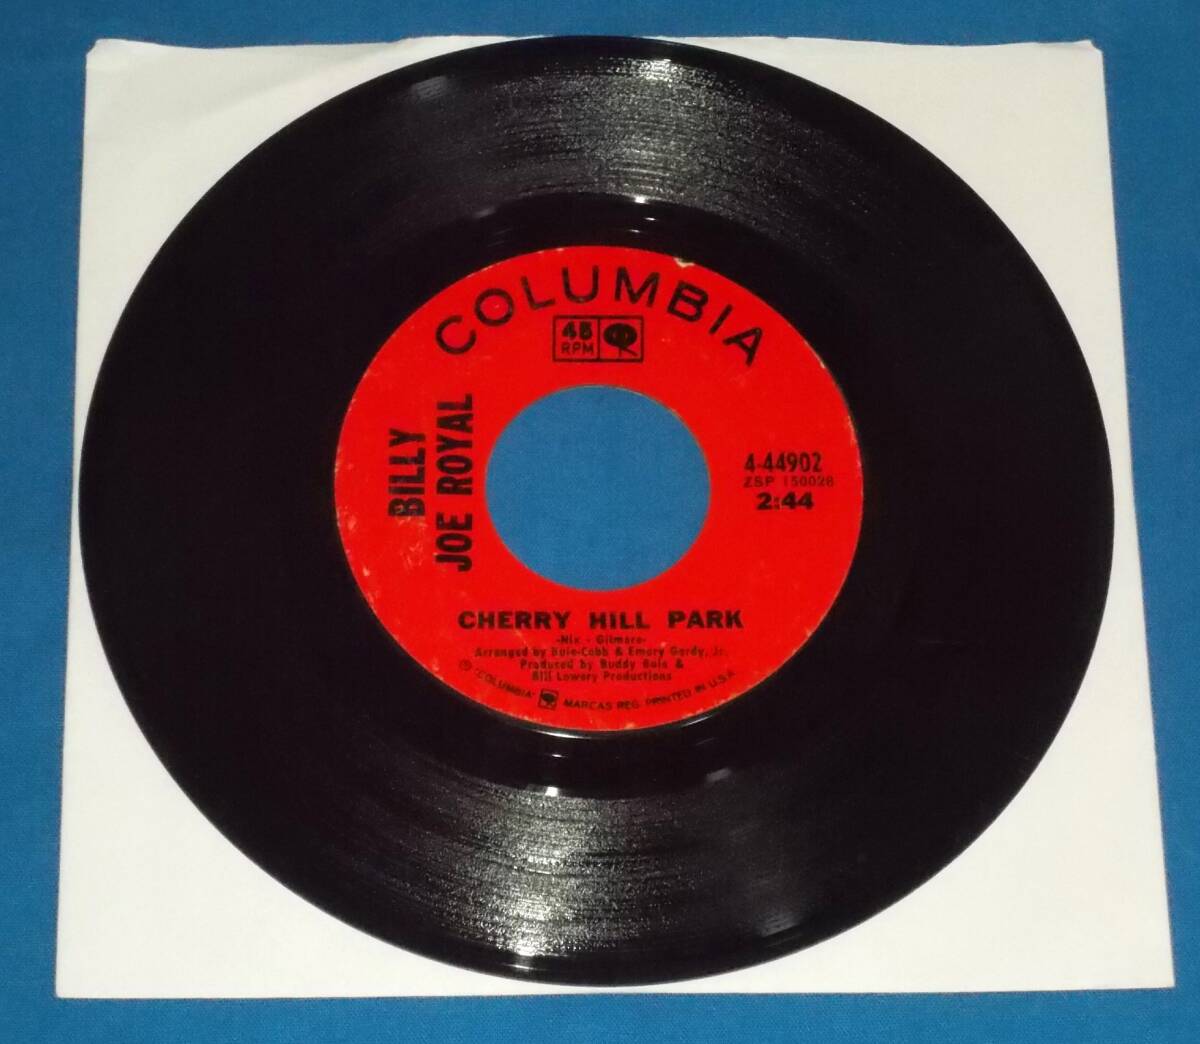 COLUMBIA
45
RPM
BILLY
JOE ROYAL
4-44902
ZSP 150028
2:44
CHERRY HILL PARK
-Nix - Gilmore-
Arranged by Buie-Cobb & Emory Gordy, Jr.
Produced by Buddy Buie &
Bill Lowery Productions
Ⓟ "COLUMBIA" MARCAS REG. PRINTED IN U.S.A.